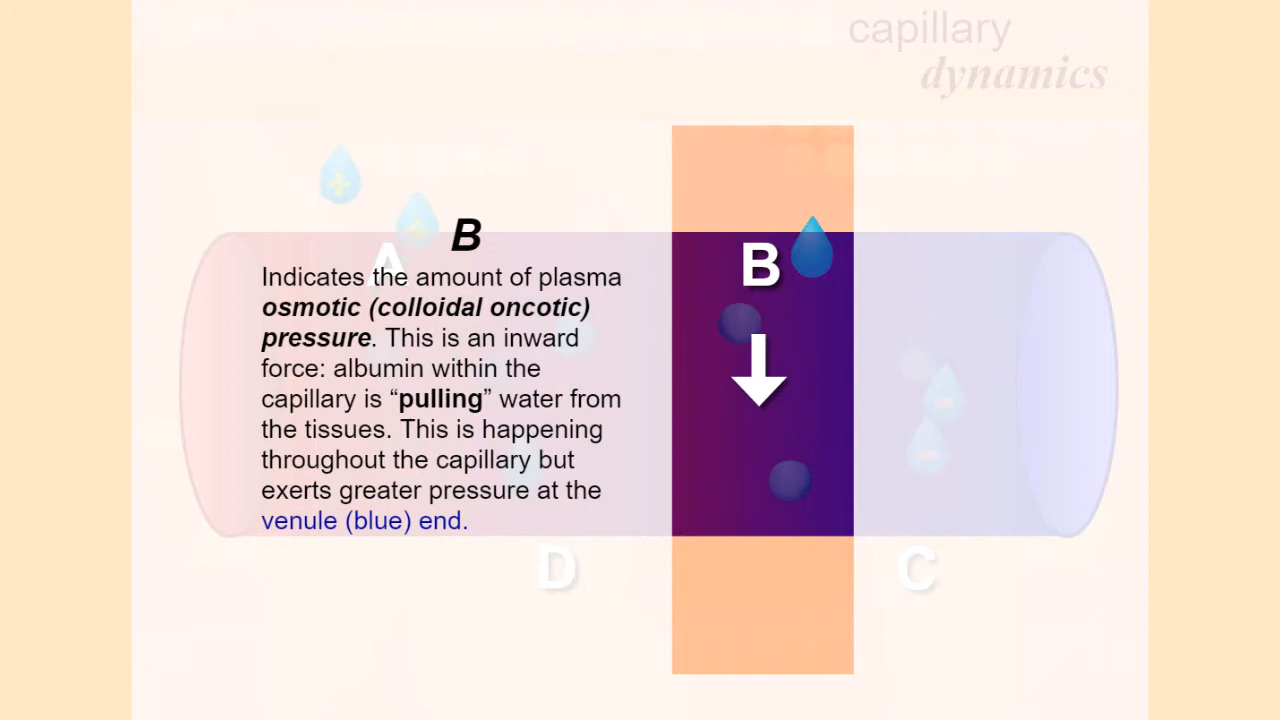 capillary
dynamics
B
Indicates the amount of plasma
osmotic (colloidal oncotic)
pressure. This is an inward
force: albumin within the
capillary is “pulling” water from
the tissues. This is happening
throughout the capillary but
exerts greater pressure at the
venule (blue) end.
A
B
D
C